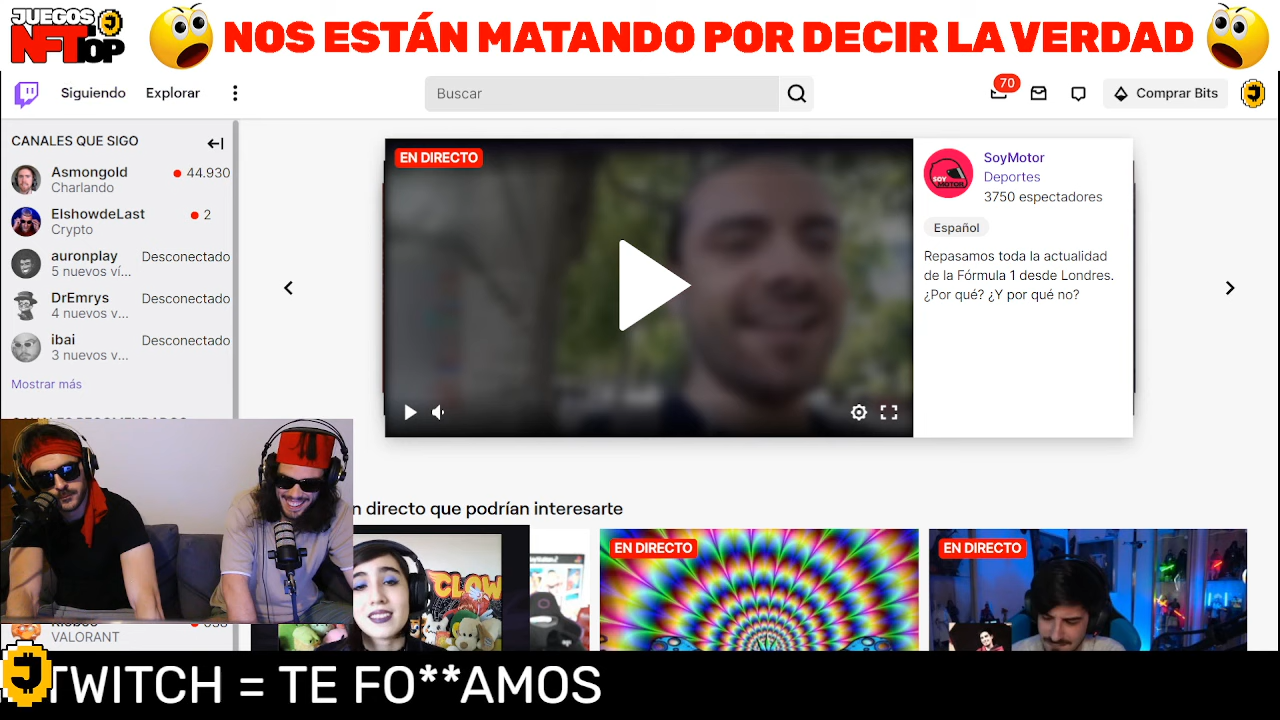 JUEGOS
NFT TOP
NOS ESTÁN MATANDO POR DECIR LA VERDAD
Siguiendo
Explorar
Buscar
70
Comprar Bits
CANALES QUE SIGO
Asmongold
44.930
Charlando
ElshowdeLast
2
Crypto
auronplay
Desconectado
5 nuevos ví...
DrEmrys
Desconectado
4 nuevos v...
ibai
Desconectado
3 nuevos v...
Mostrar más
EN DIRECTO
SOY
MOTOR
SoyMotor
Deportes
3750 espectadores
Español
Repasamos toda la actualidad
de la Fórmula 1 desde Londres.
¿Por qué? ¿Y por qué no?
n directo que podrían interesarte
EN DIRECTO
EN DIRECTO
CLOW
VALORANT
TWITCH = TE FO**AMOS